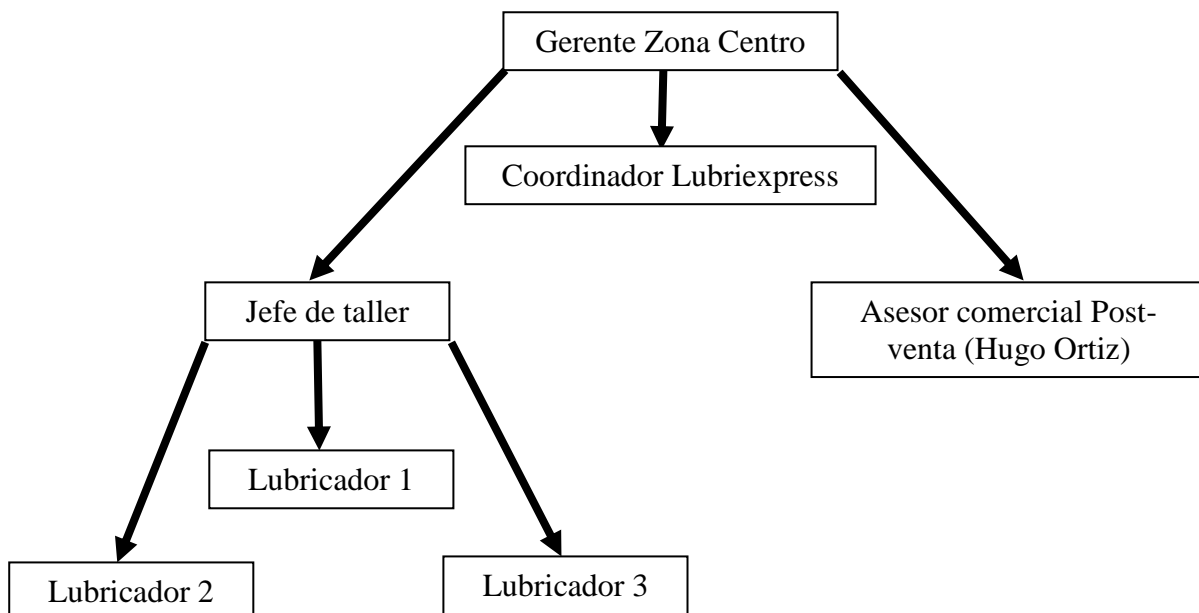 Gerente Zona Centro
Coordinador Lubriexpress
Jefe de taller
Asesor comercial Post-
venta (Hugo Ortiz)
Lubricador 1
Lubricador 2
Lubricador 3